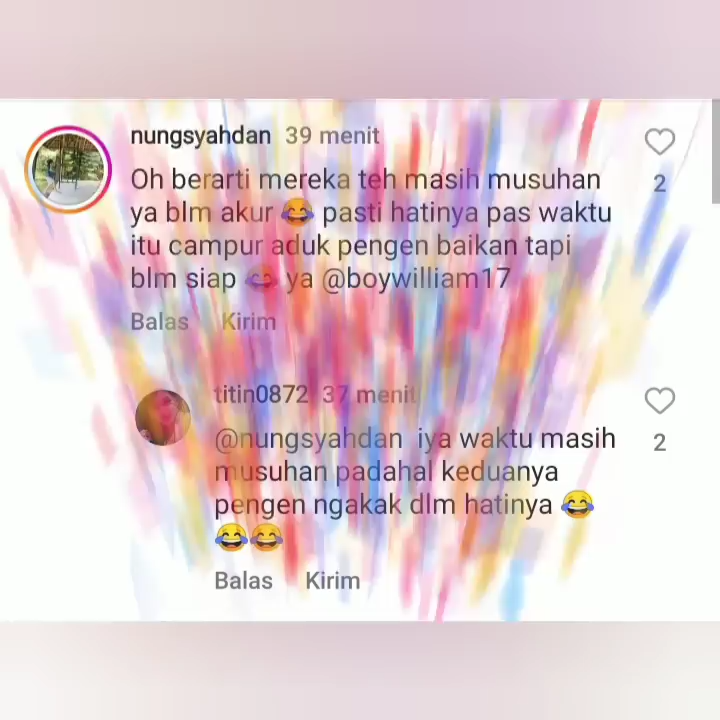 nungsyahdan 39 menit
Oh berarti mereka teh masih musuhan
ya blm akur 😂 pasti hatinya pas waktu
itu campur aduk pengen baikan tapi
blm siap 😂 ya @boywilliam17
2
Balas Kirim
titin0872 37 menit
@nungsyahdan iya waktu masih
musuhan padahal keduanya
pengen ngakak dlm hatinya 😂
😂😂
2
Balas Kirim